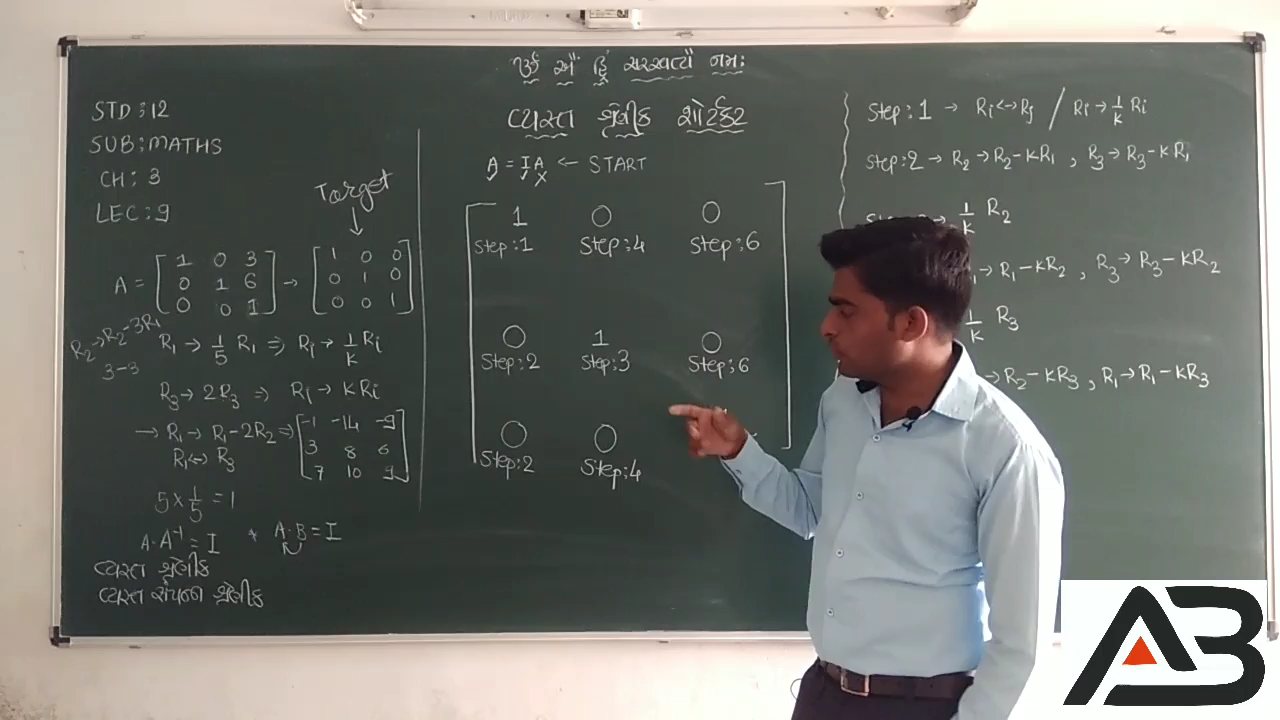 ૐ ઐં હ્રીં સરસ્વત્યૈ નમઃ
વ્યસ્ત શ્રેણીક શોર્ટકટ
STD : 12
SUB : MATHS
CH : 3
LEC : 9
Target
A = [ 1 0 3 → [ 1 0 0
0 1 6 0 1 0
0 0 1 ] 0 0 1 ]
R₂→R₂-3R₁
3-3
R₁ → 1/5 R₁ ⇒ Ri → 1/k Ri
R₃ → 2R₃ ⇒ Ri → KRi
→ R₁ → R₁-2R₂ ⇒ [ -1 -14 -9
R₁↔R₃ 3 8 6
7 10 9 ]
5 × 1/5 = 1
A·A⁻¹ = I * A·B = I
વ્યસ્ત શ્રેણીક
વ્યસ્ત સંપન્ન શ્રેણીક
A = IA ← START
1 0 0
Step:1 Step:4 Step:6
0 1 0
Step:2 Step:3 Step:6
0 0
Step:2 Step:4
Step:1 → Ri↔Rj / Ri → 1/k Ri
Step:2 → R₂→R₂-KR₁ , R₃→R₃-KR₁
1/k R₂
R₁-KR₂ , R₃→R₃-KR₂
1/k R₃
→ R₂-KR₃ , R₁→R₁-KR₃
AB